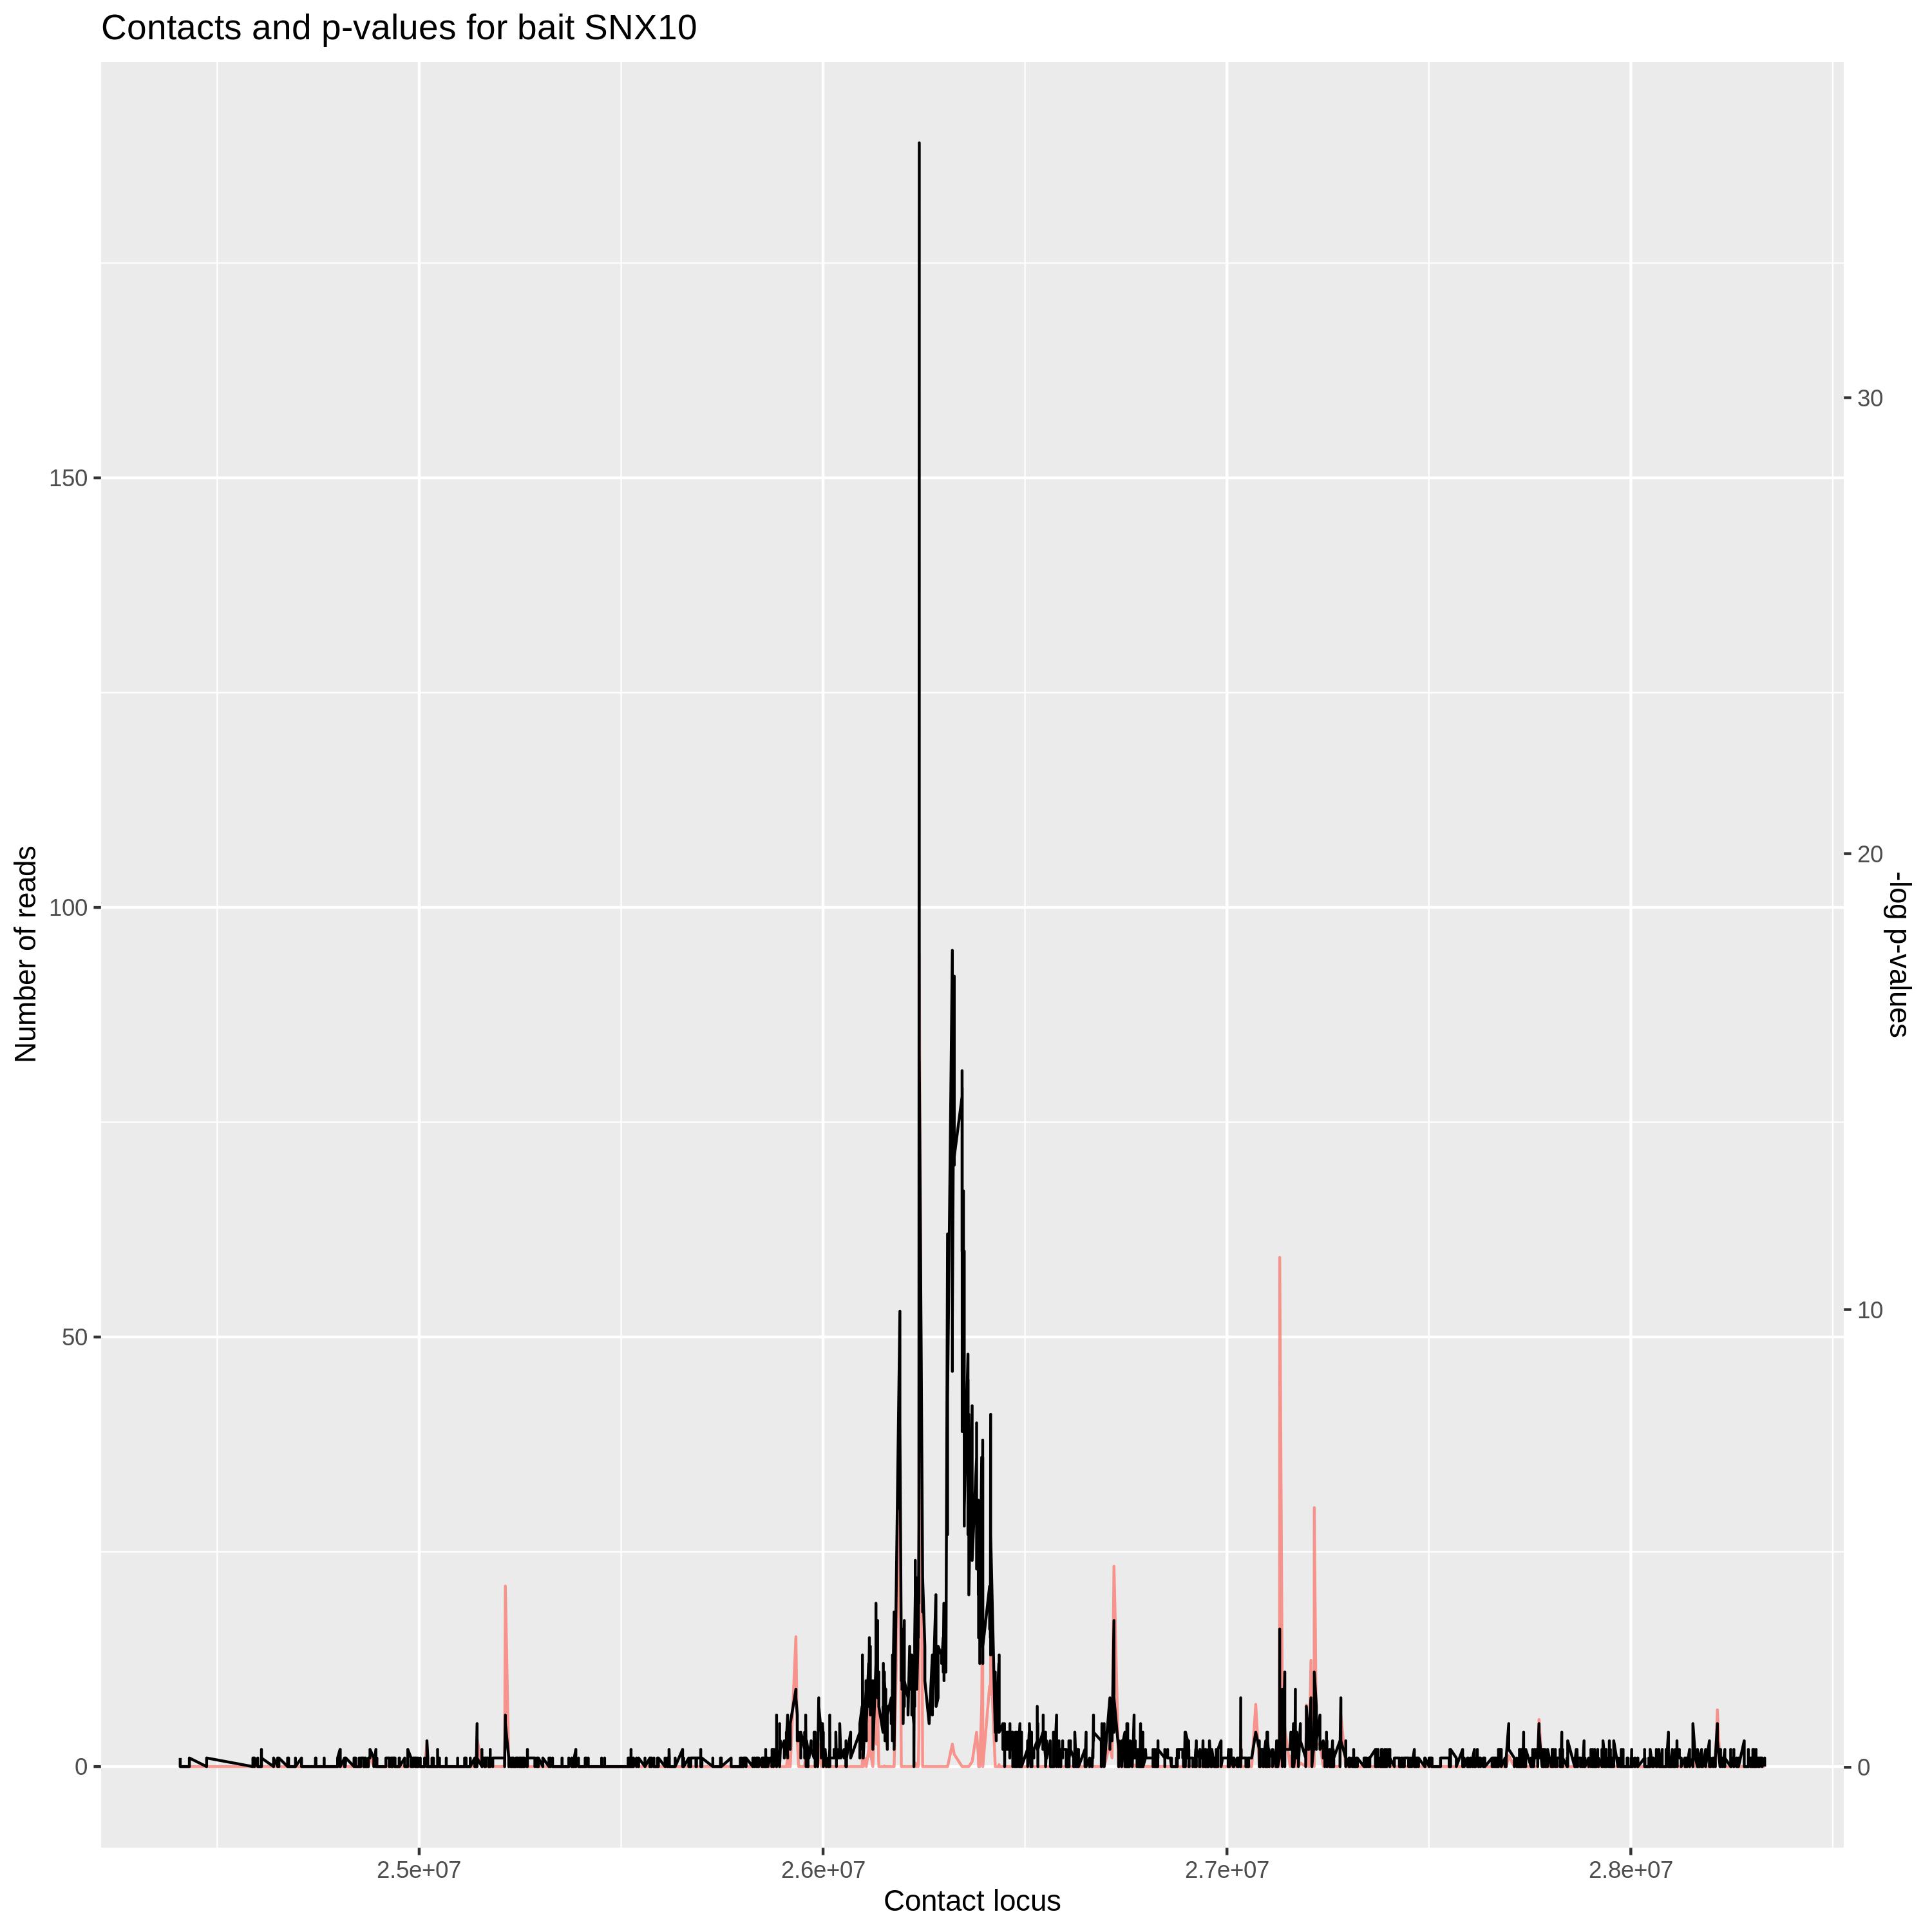 Contacts and p-values for bait SNX10
Number of reads
150
100
50
0
30
20
10
0
-log p-values
2.5e+07
2.6e+07
2.7e+07
2.8e+07
Contact locus